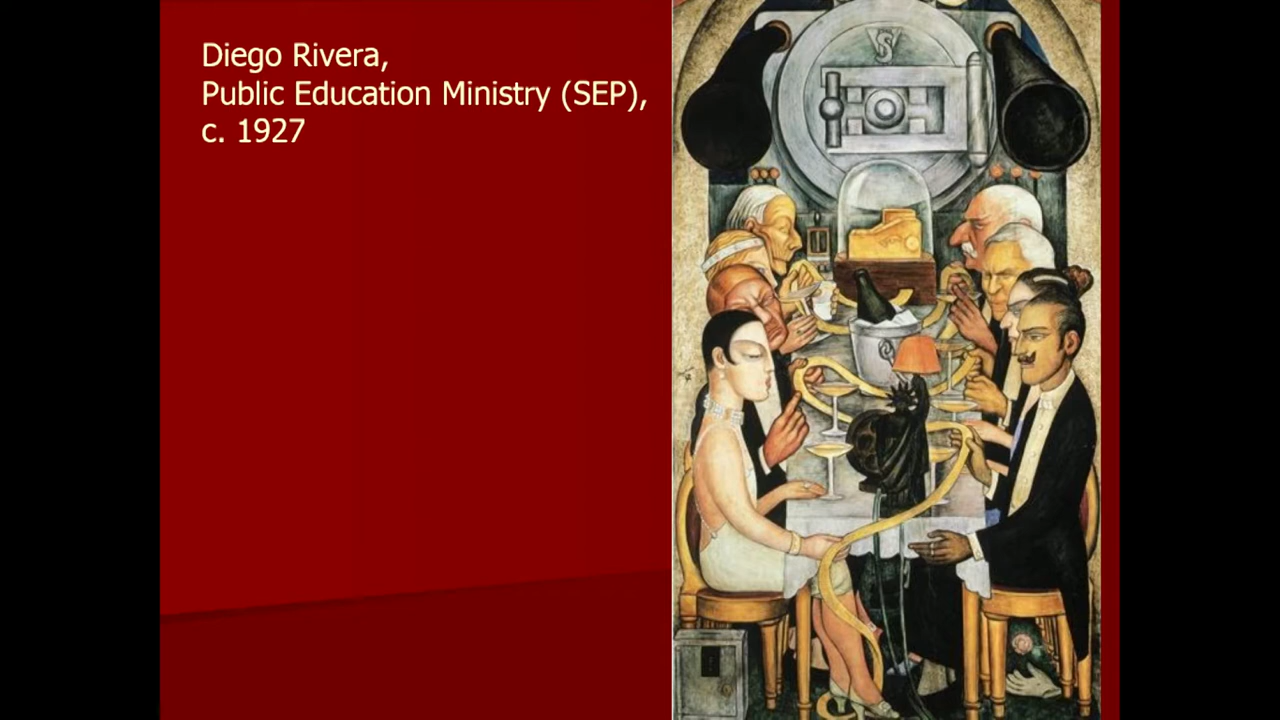 Diego Rivera,
Public Education Ministry (SEP),
c. 1927